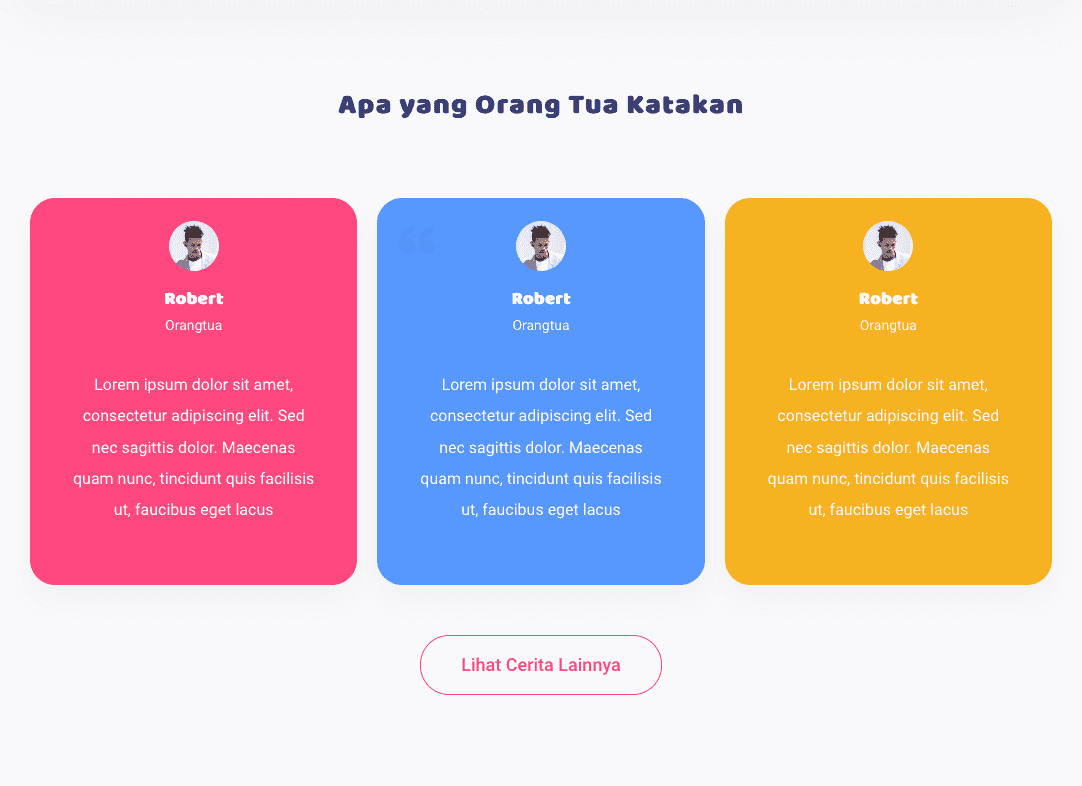 Apa yang Orang Tua Katakan
Robert
Orangtua
Lorem ipsum dolor sit amet,
consectetur adipiscing elit. Sed
nec sagittis dolor. Maecenas
quam nunc, tincidunt quis facilisis
ut, faucibus eget lacus
“
Robert
Orangtua
Lorem ipsum dolor sit amet,
consectetur adipiscing elit. Sed
nec sagittis dolor. Maecenas
quam nunc, tincidunt quis facilisis
ut, faucibus eget lacus
Robert
Orangtua
Lorem ipsum dolor sit amet,
consectetur adipiscing elit. Sed
nec sagittis dolor. Maecenas
quam nunc, tincidunt quis facilisis
ut, faucibus eget lacus
Lihat Cerita Lainnya